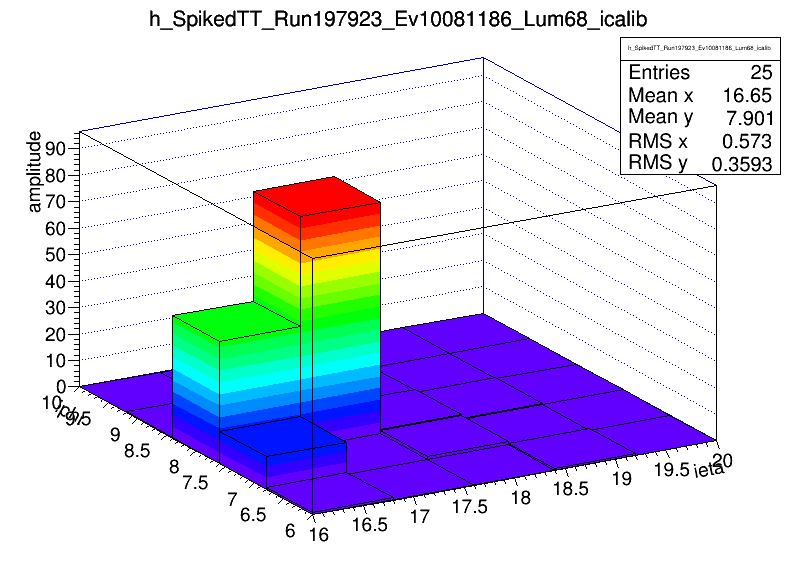 h_SpikedTT_Run197923_Ev10081186_Lum68_icalib
h_SpikedTT_Run197923_Ev10081186_Lum68_icalib
Entries 25
Mean x 16.65
Mean y 7.901
RMS x 0.573
RMS y 0.3593
amplitude
90
80
70
60
50
40
30
20
10
0
iphi
10
9.5
9
8.5
8
7.5
7
6.5
6
16
16.5
17
17.5
18
18.5
19
19.5
20
ieta